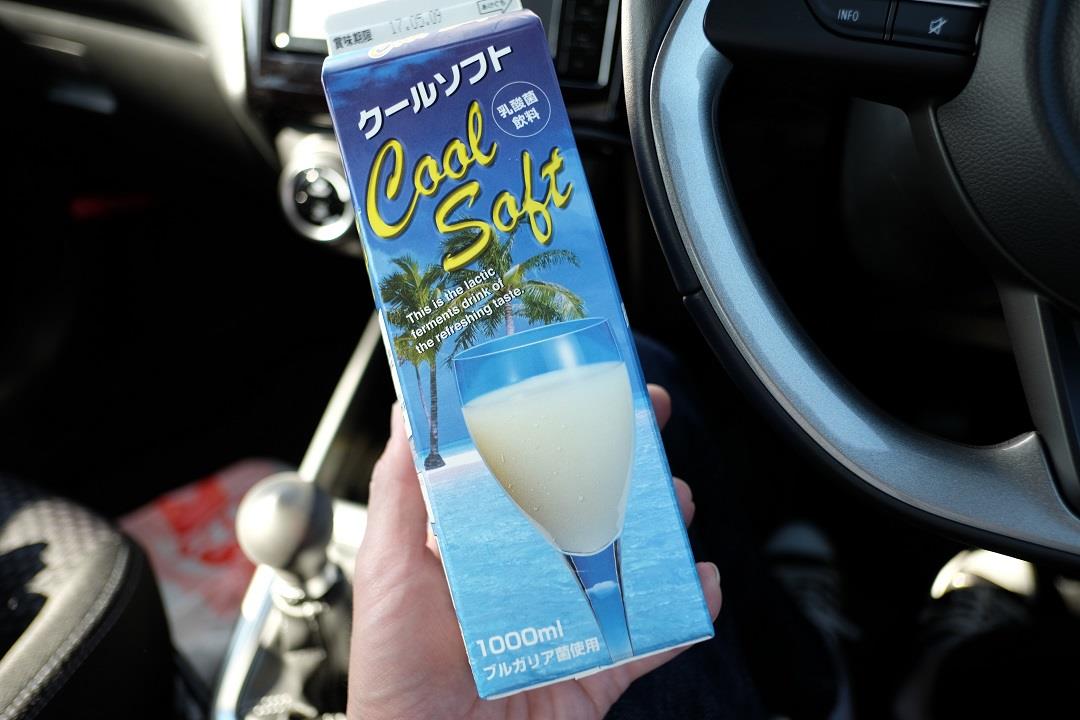 賞味期限 17.05.09
クールソフト
乳酸菌
飲料
Cool
Soft
This is the lactic
ferments drink of
the refreshing taste.
1000ml
ブルガリア菌使用
INFO